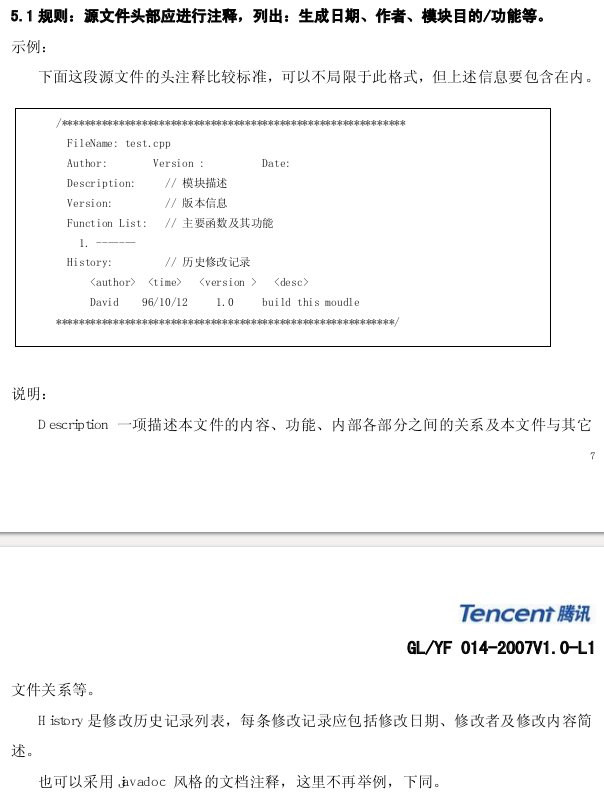 5.1 规则：源文件头部应进行注释，列出：生成日期、作者、模块目的/功能等。
示例：
下面这段源文件的头注释比较标准，可以不局限于此格式，但上述信息要包含在内。
/************************************************************
FileName: test.cpp
Author: Version : Date:
Description: // 模块描述
Version: // 版本信息
Function List: // 主要函数及其功能
1. -------
History: // 历史修改记录
<author> <time> <version > <desc>
David 96/10/12 1.0 build this moudle
***********************************************************/
说明：
Description 一项描述本文件的内容、功能、内部各部分之间的关系及本文件与其它
7
Tencent 腾讯
GL/YF 014-2007V1.0-L1
文件关系等。
History 是修改历史记录列表，每条修改记录应包括修改日期、修改者及修改内容简
述。
也可以采用 javadoc 风格的文档注释，这里不再举例，下同。